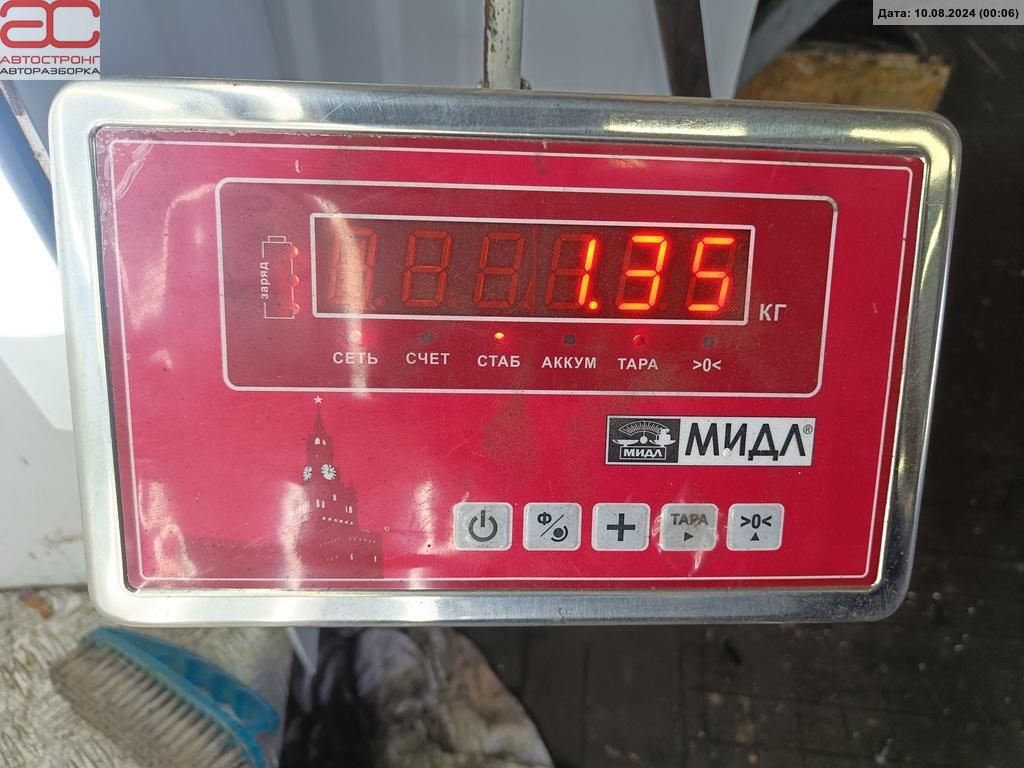 АС
АВТОСТРОНГ
АВТОРАЗБОРКА
Дата: 10.08.2024 (00:06)
заряд
1.35
КГ
СЕТЬ СЧЕТ СТАБ АККУМ ТАРА >0<
МИДЛ МИДЛ®
Ф ТАРА >0<